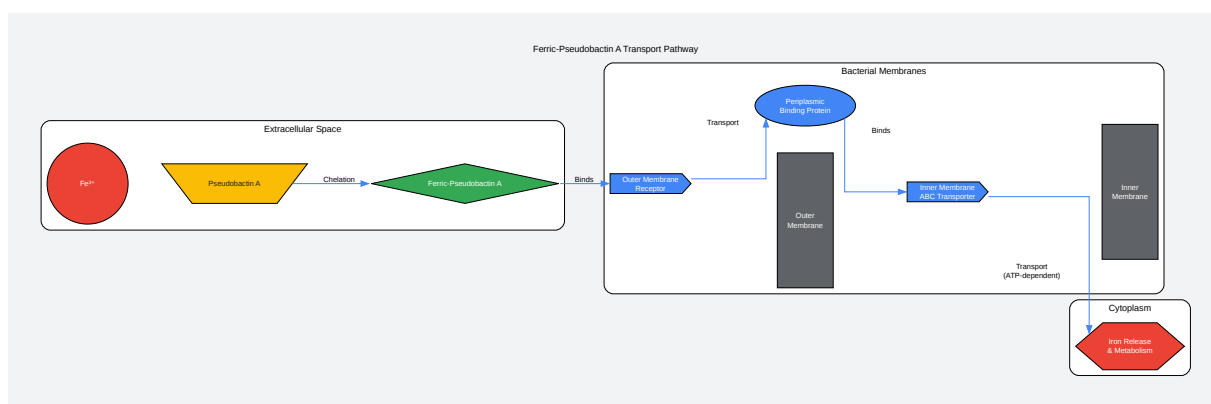 Ferric-Pseudobactin A Transport Pathway
Extracellular Space
Fe³⁺
Pseudobactin A
Chelation
Ferric-Pseudobactin A
Binds
Bacterial Membranes
Outer Membrane
Receptor
Transport
Periplasmic
Binding Protein
Binds
Outer
Membrane
Inner Membrane
ABC Transporter
Inner
Membrane
Transport
(ATP-dependent)
Cytoplasm
Iron Release
& Metabolism